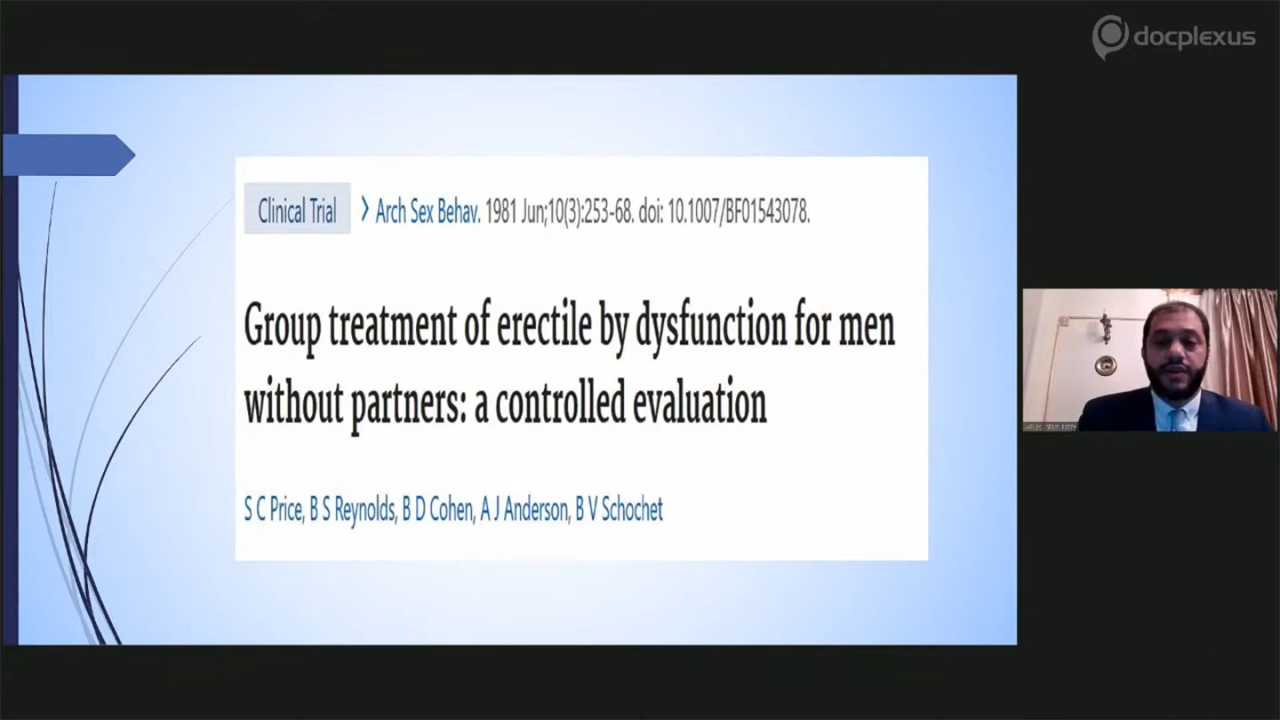 docplexus
Clinical Trial > Arch Sex Behav. 1981 Jun;10(3):253-68. doi: 10.1007/BF01543078.
Group treatment of erectile by dysfunction for men
without partners: a controlled evaluation
S C Price, B S Reynolds, B D Cohen, A J Anderson, B V Schochet